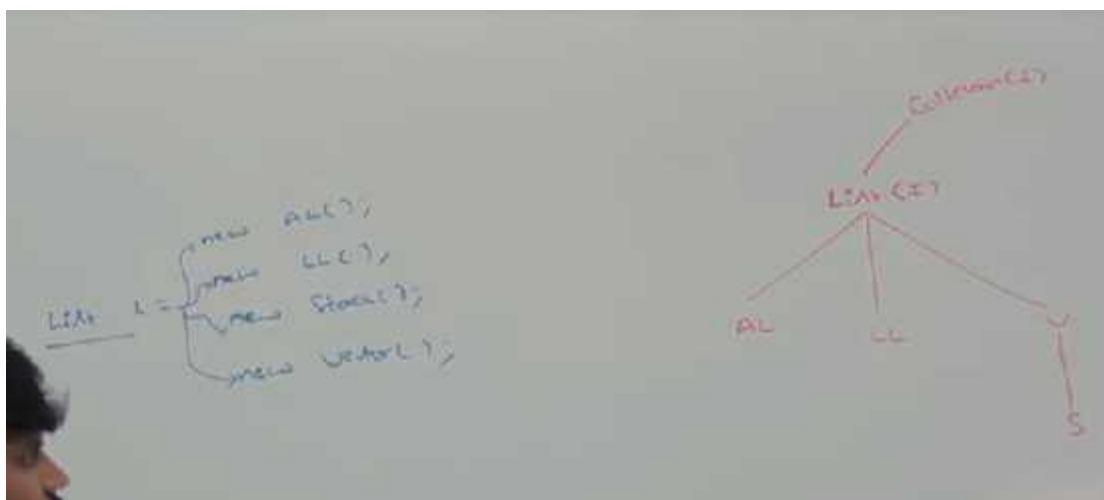 new AL();
new LL();
List L =
new Stack();
new Vector();
Collection(I)
List (I)
AL
LL
V
S